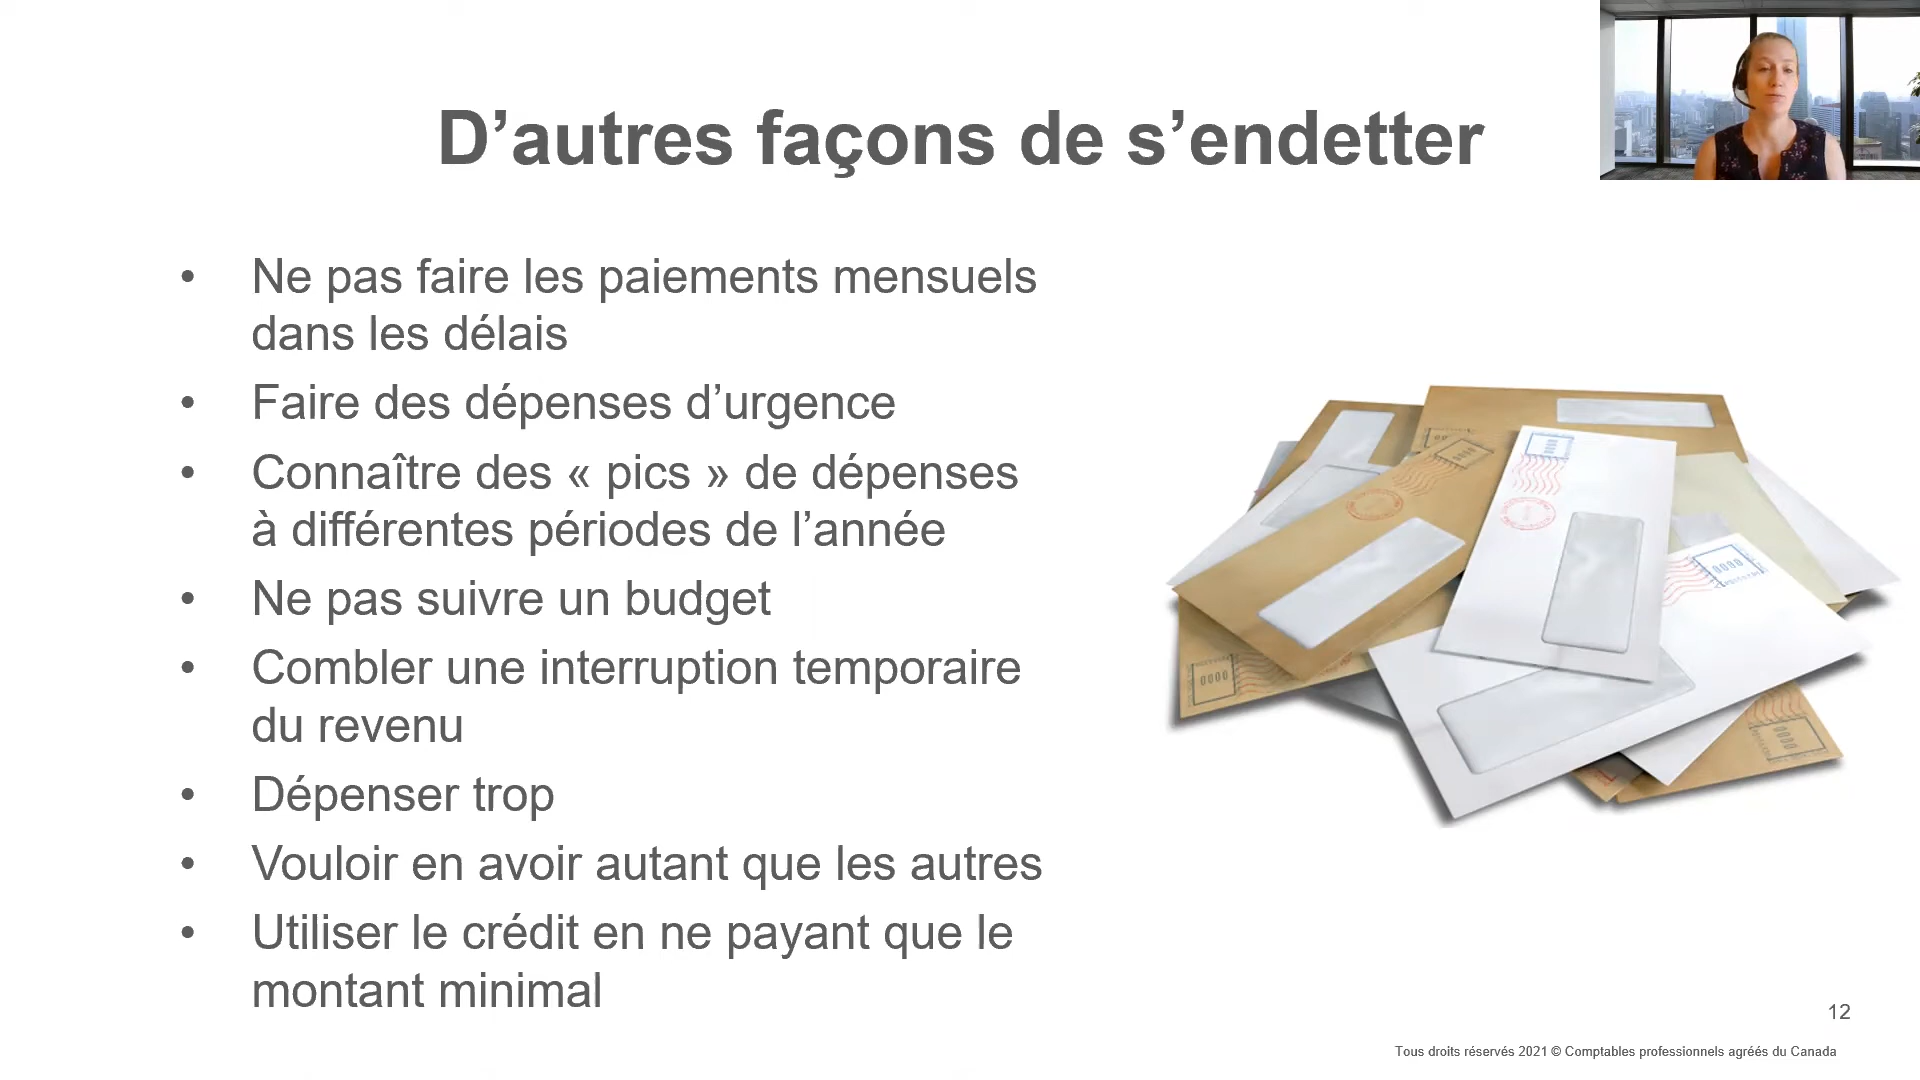 D’autres façons de s’endetter
• Ne pas faire les paiements mensuels
dans les délais
• Faire des dépenses d’urgence
• Connaître des « pics » de dépenses
à différentes périodes de l’année
• Ne pas suivre un budget
• Combler une interruption temporaire
du revenu
• Dépenser trop
• Vouloir en avoir autant que les autres
• Utiliser le crédit en ne payant que le
montant minimal
0000
0000
12
Tous droits réservés 2021 © Comptables professionnels agréés du Canada